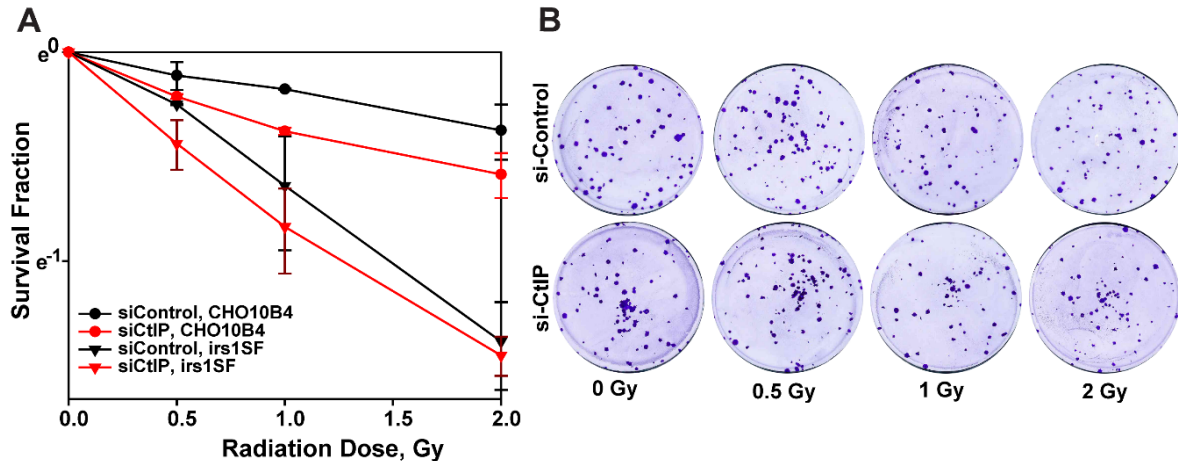 A
B
e0
e-1
Survival Fraction
siControl, CHO10B4
siCtIP, CHO10B4
siControl, irs1SF
siCtIP, irs1SF
0.0 0.5 1.0 1.5 2.0
Radiation Dose, Gy
si-Control
si-CtIP
0 Gy 0.5 Gy 1 Gy 2 Gy